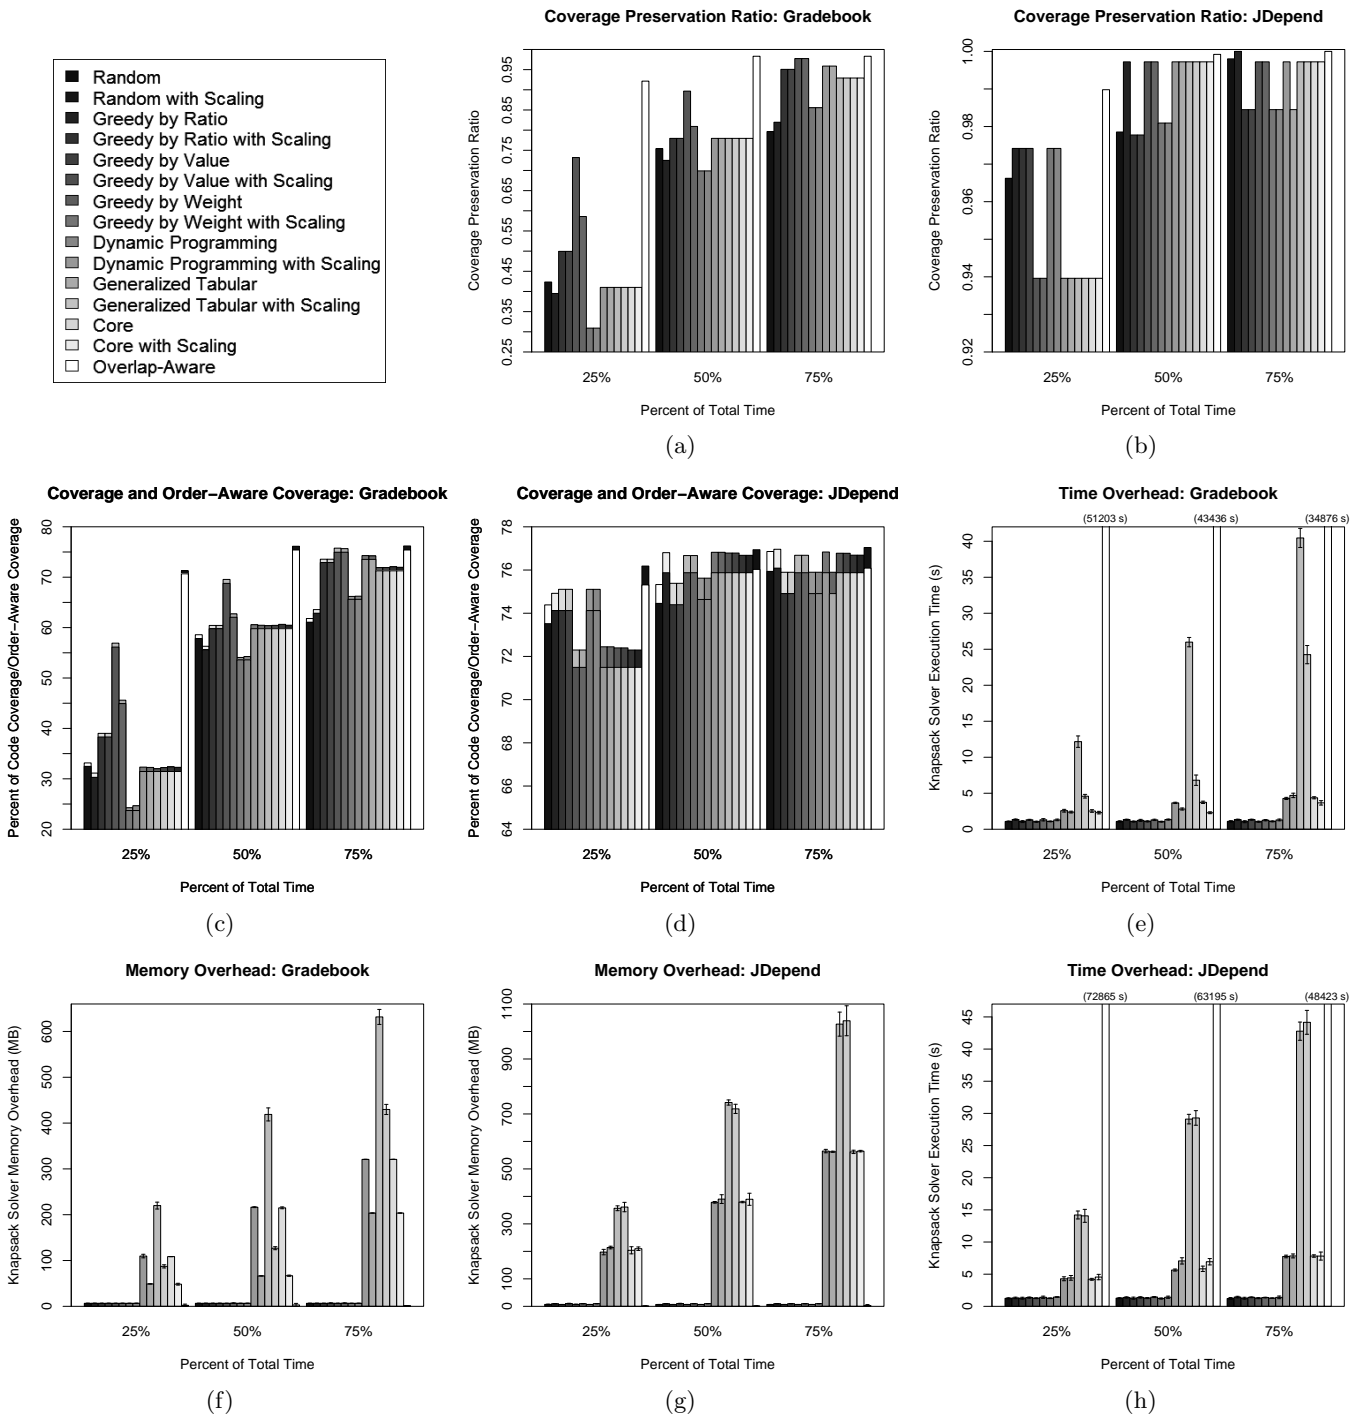 Random
Random with Scaling
Greedy by Ratio
Greedy by Ratio with Scaling
Greedy by Value
Greedy by Value with Scaling
Greedy by Weight
Greedy by Weight with Scaling
Dynamic Programming
Dynamic Programming with Scaling
Generalized Tabular
Generalized Tabular with Scaling
Core
Core with Scaling
Overlap-Aware
Coverage Preservation Ratio: Gradebook
Coverage Preservation Ratio
0.95
0.85
0.75
0.65
0.55
0.45
0.35
0.25
25%
50%
75%
Percent of Total Time
(a)
Coverage Preservation Ratio: JDepend
Coverage Preservation Ratio
1.00
0.98
0.96
0.94
0.92
25%
50%
75%
Percent of Total Time
(b)
Coverage and Order−Aware Coverage: Gradebook
Percent of Code Coverage/Order−Aware Coverage
80
70
60
50
40
30
20
25%
50%
75%
Percent of Total Time
(c)
Coverage and Order−Aware Coverage: JDepend
Percent of Code Coverage/Order−Aware Coverage
78
76
74
72
70
68
66
64
25%
50%
75%
Percent of Total Time
(d)
Time Overhead: Gradebook
(51203 s)
(43436 s)
(34876 s)
Knapsack Solver Execution Time (s)
40
35
30
25
20
15
10
5
0
25%
50%
75%
Percent of Total Time
(e)
Memory Overhead: Gradebook
Knapsack Solver Memory Overhead (MB)
600
500
400
300
200
100
0
25%
50%
75%
Percent of Total Time
(f)
Memory Overhead: JDepend
Knapsack Solver Memory Overhead (MB)
1100
900
700
500
300
100
0
25%
50%
75%
Percent of Total Time
(g)
Time Overhead: JDepend
(72865 s)
(63195 s)
(48423 s)
Knapsack Solver Execution Time (s)
45
40
35
30
25
20
15
10
5
0
25%
50%
75%
Percent of Total Time
(h)